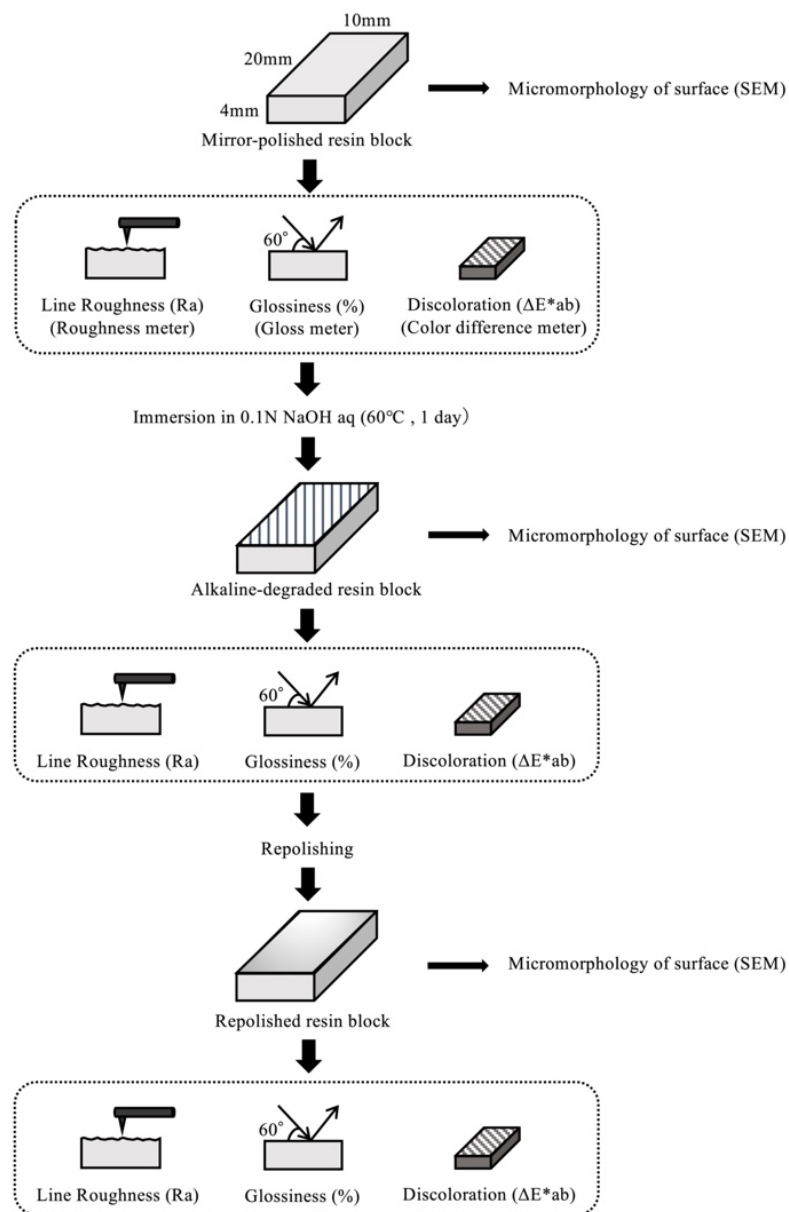 10mm
20mm
4mm
Micromorphology of surface (SEM)
Mirror-polished resin block
60°
Line Roughness (Ra)
(Roughness meter)
Glossiness (%)
(Gloss meter)
Discoloration (ΔE*ab)
(Color difference meter)
Immersion in 0.1N NaOH aq (60℃ , 1 day）
Micromorphology of surface (SEM)
Alkaline-degraded resin block
60°
Line Roughness (Ra)
Glossiness (%)
Discoloration (ΔE*ab)
Repolishing
Micromorphology of surface (SEM)
Repolished resin block
60°
Line Roughness (Ra)
Glossiness (%)
Discoloration (ΔE*ab)